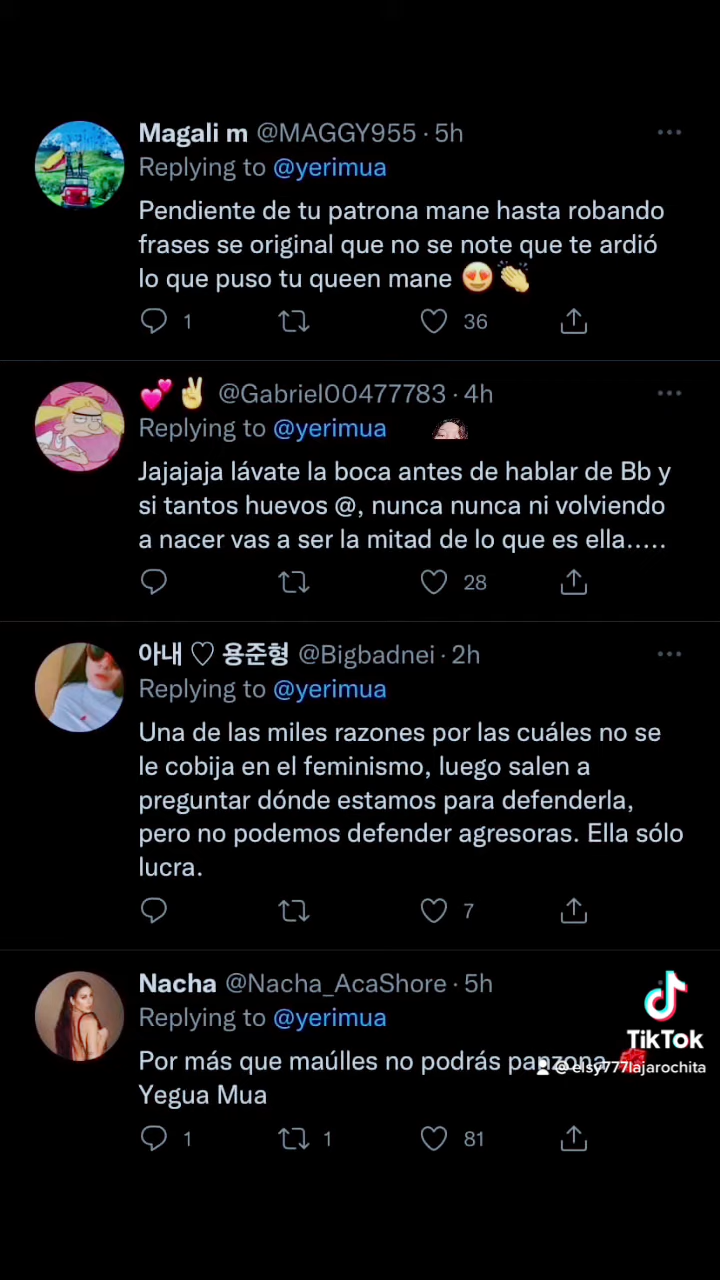 Magali m @MAGGY955 · 5h
Replying to @yerimua
Pendiente de tu patrona mane hasta robando
frases se original que no se note que te ardió
lo que puso tu queen mane 😍👏
1 36
💕✌️ @Gabriel00477783 · 4h
Replying to @yerimua
Jajajaja lávate la boca antes de hablar de Bb y
si tantos huevos @, nunca nunca ni volviendo
a nacer vas a ser la mitad de lo que es ella.....
28
아내 ♡ 용준형 @Bigbadnei · 2h
Replying to @yerimua
Una de las miles razones por las cuáles no se
le cobija en el feminismo, luego salen a
preguntar dónde estamos para defenderla,
pero no podemos defender agresoras. Ella sólo
lucra.
7
Nacha @Nacha_AcaShore · 5h
Replying to @yerimua
Por más que maúlles no podrás panzona
Yegua Mua
1 1 81
TikTok
@elsy777lajarochita